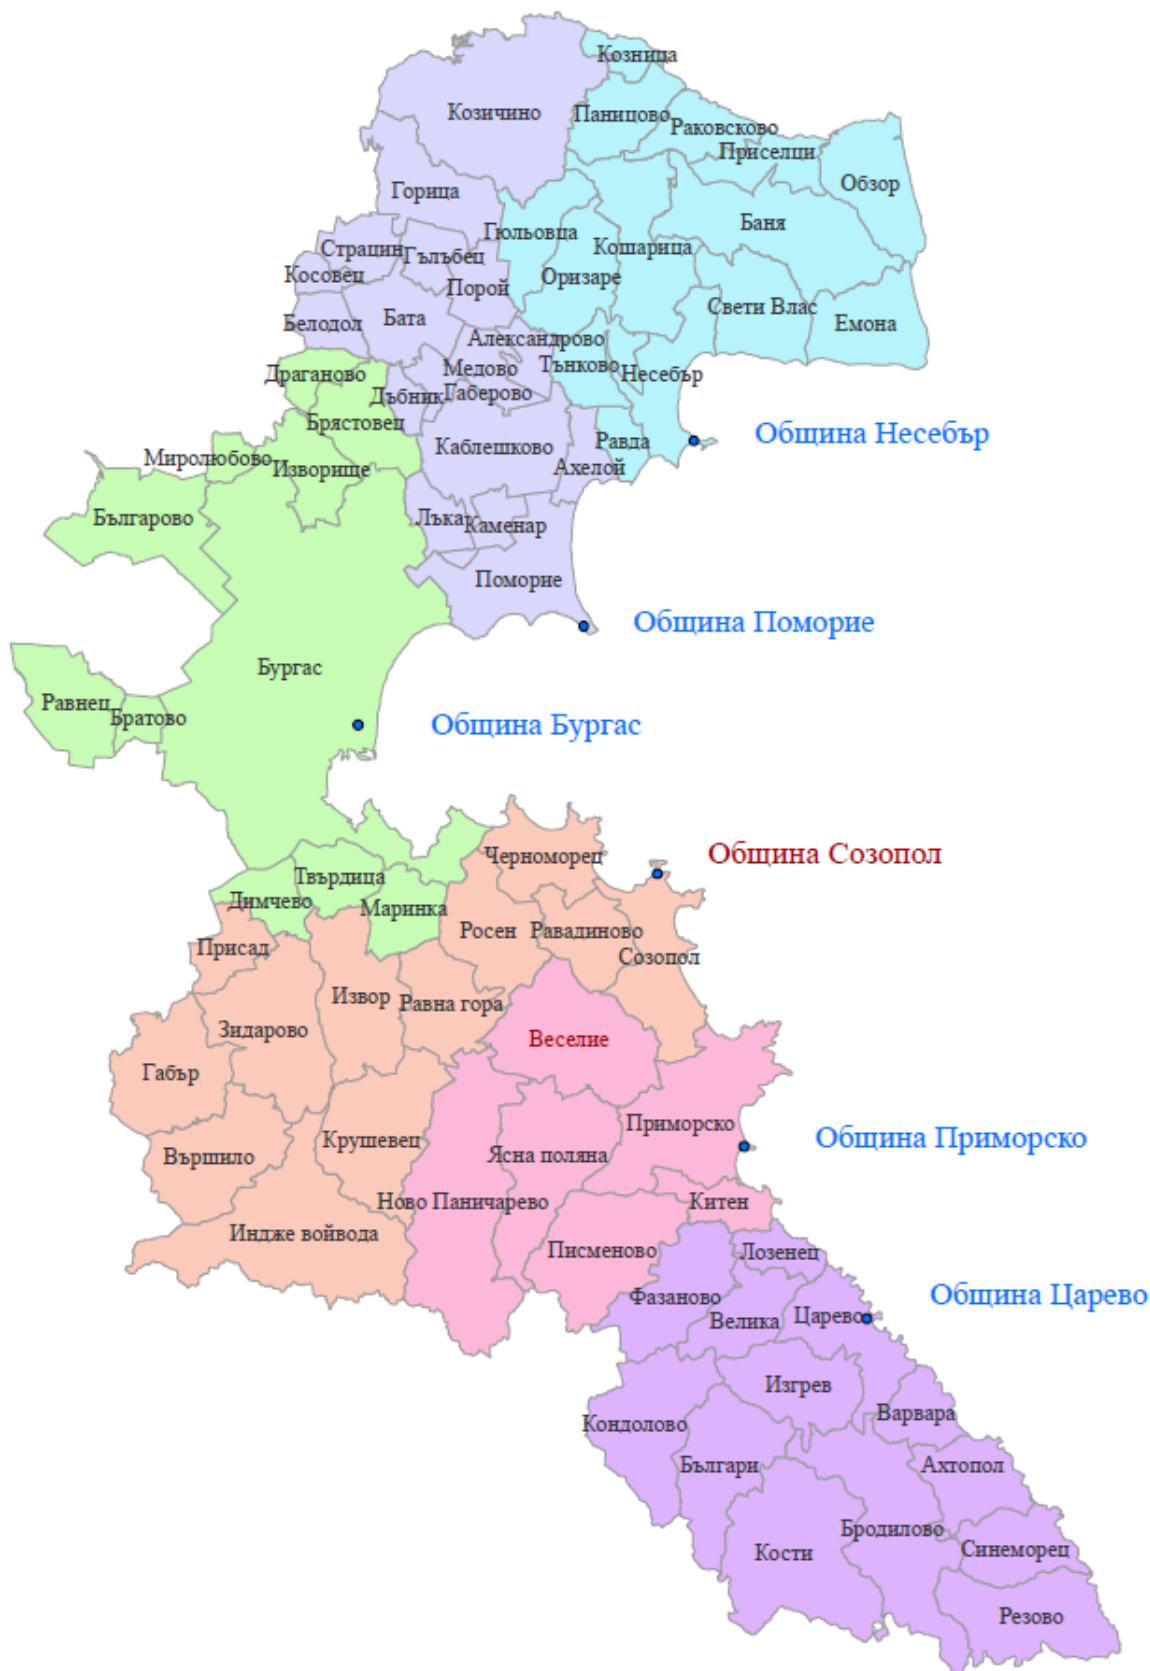 Козница
Козичино
Паницово
Раковсково
Приселци
Обзор
Горица
Баня
Гюльовца
Кошарица
Страцин
Гълъбец
Косовец
Порой
Оризаре
Свети Влас
Емона
Белодол
Бата
Александрово
Медово
Тънково
Несебър
Драганово
Дъбник
Габерово
Брястовец
Община Несебър
Равда
Каблешково
Ахелой
Миролюбово
Изворище
Българово
Лъка
Каменар
Поморие
Община Поморие
Бургас
Равнец
Братово
Община Бургас
Черноморец
Община Созопол
Твърдица
Димчево
Маринка
Росен
Равадиново
Присад
Созопол
Извор
Равна гора
Зидарово
Веселие
Габър
Приморско
Община Приморско
Крушевец
Вършило
Ясна поляна
Ново Паничарево
Китен
Индже войвода
Писменово
Лозенец
Фазаново
Община Царево
Велика
Царево
Изгрев
Кондолово
Варвара
Българи
Ахтопол
Бродилово
Кости
Синеморец
Резово